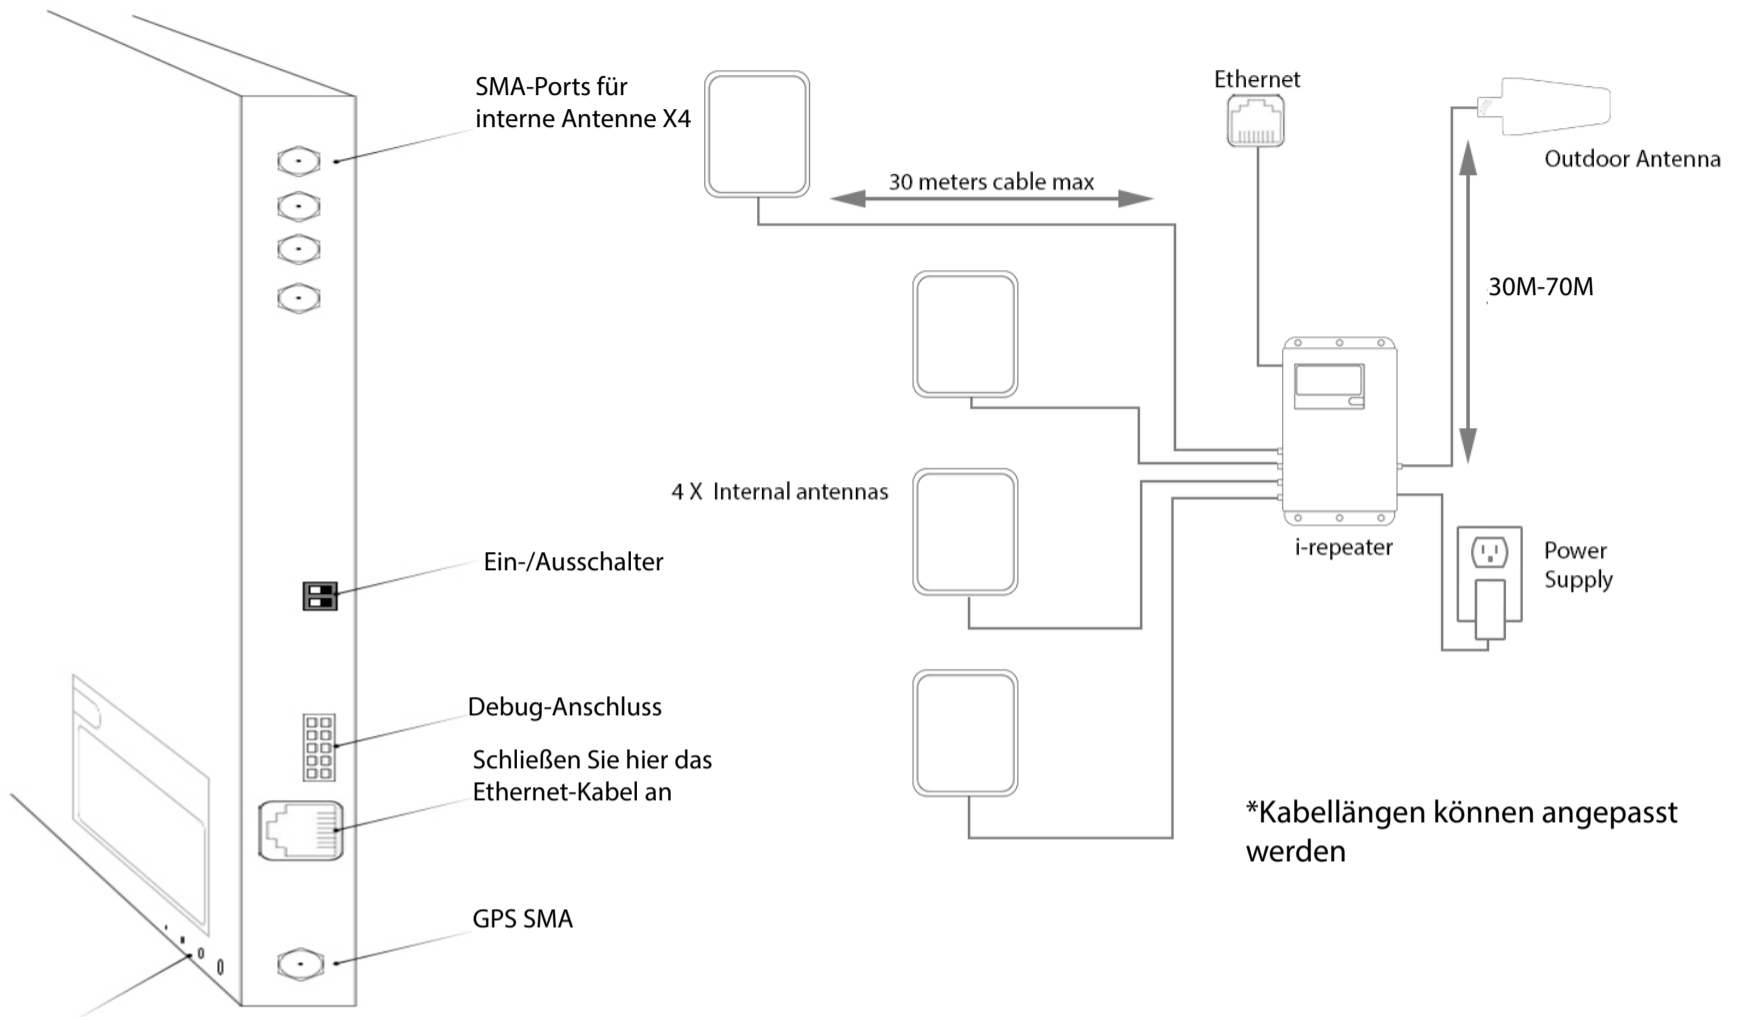 SMA-Ports für
interne Antenne X4
Ein-/Ausschalter
Debug-Anschluss
Schließen Sie hier das
Ethernet-Kabel an
GPS SMA
30 meters cable max
4 X Internal antennas
Ethernet
Outdoor Antenna
30M-70M
i-repeater
Power
Supply
*Kabellängen können angepasst
werden